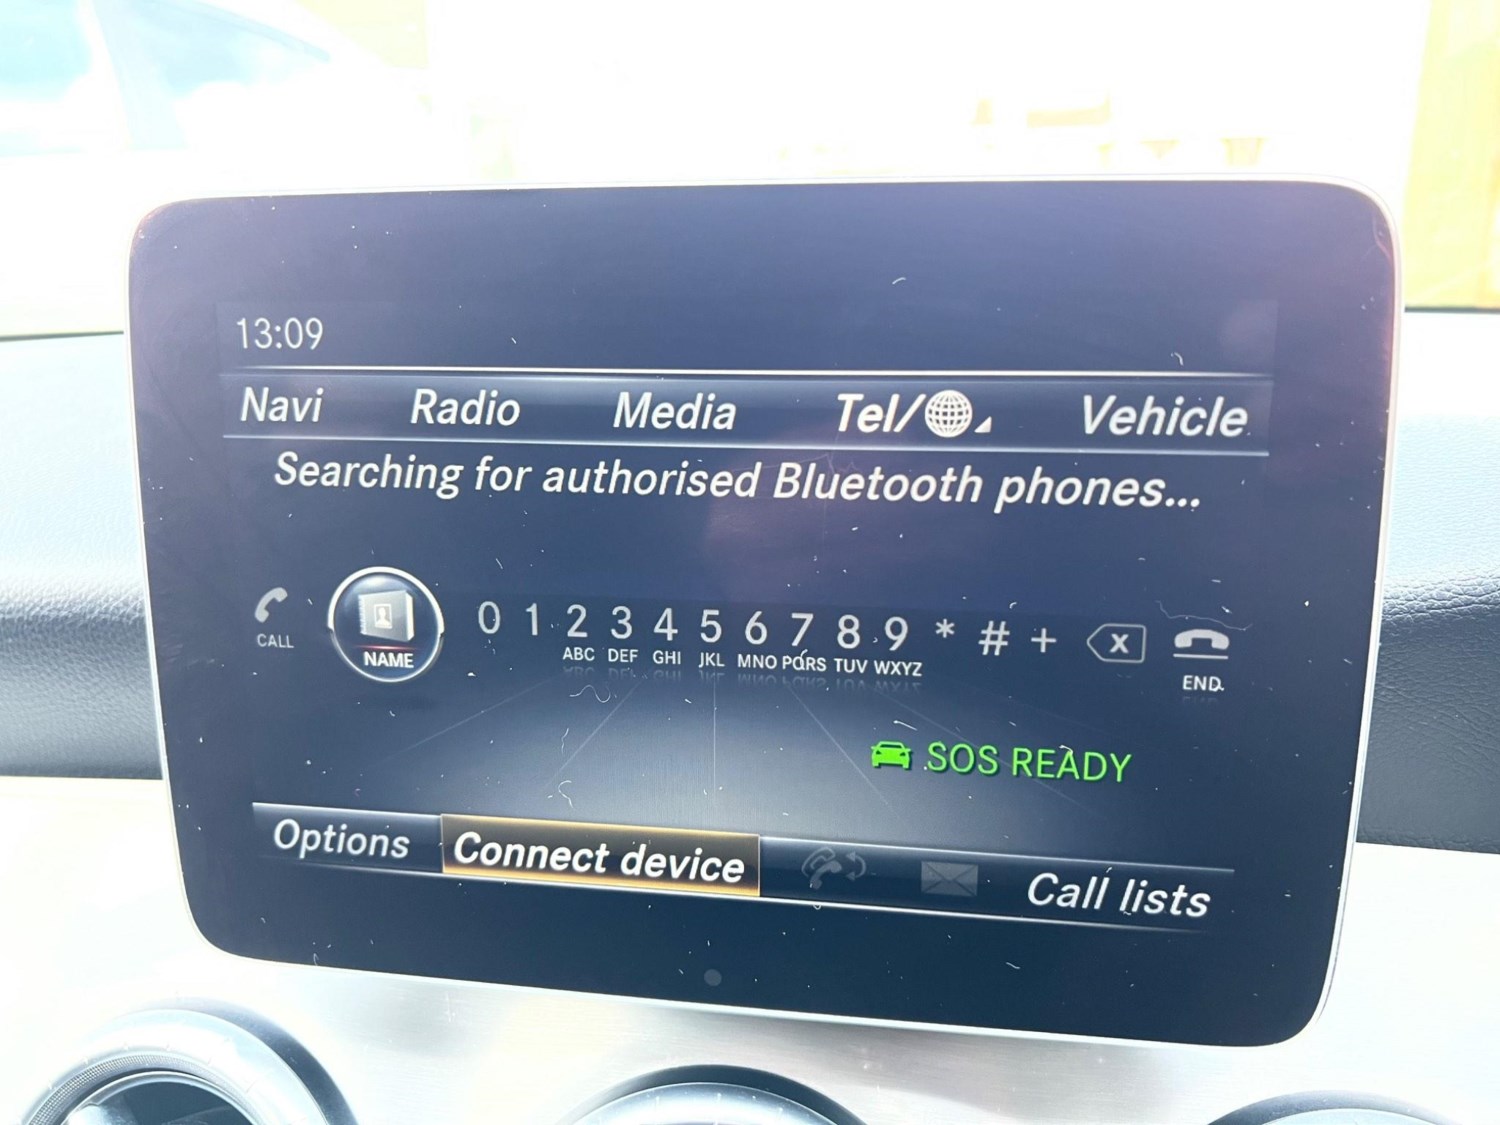 13:09
Navi Radio Media Tel/ Vehicle
Searching for authorised Bluetooth phones...
0 1 2 3 4 5 6 7 8 9 * # + x
CALL NAME ABC DEF GHI JKL MNO PQRS TUV WXYZ END
SOS READY
Options Connect device Call lists